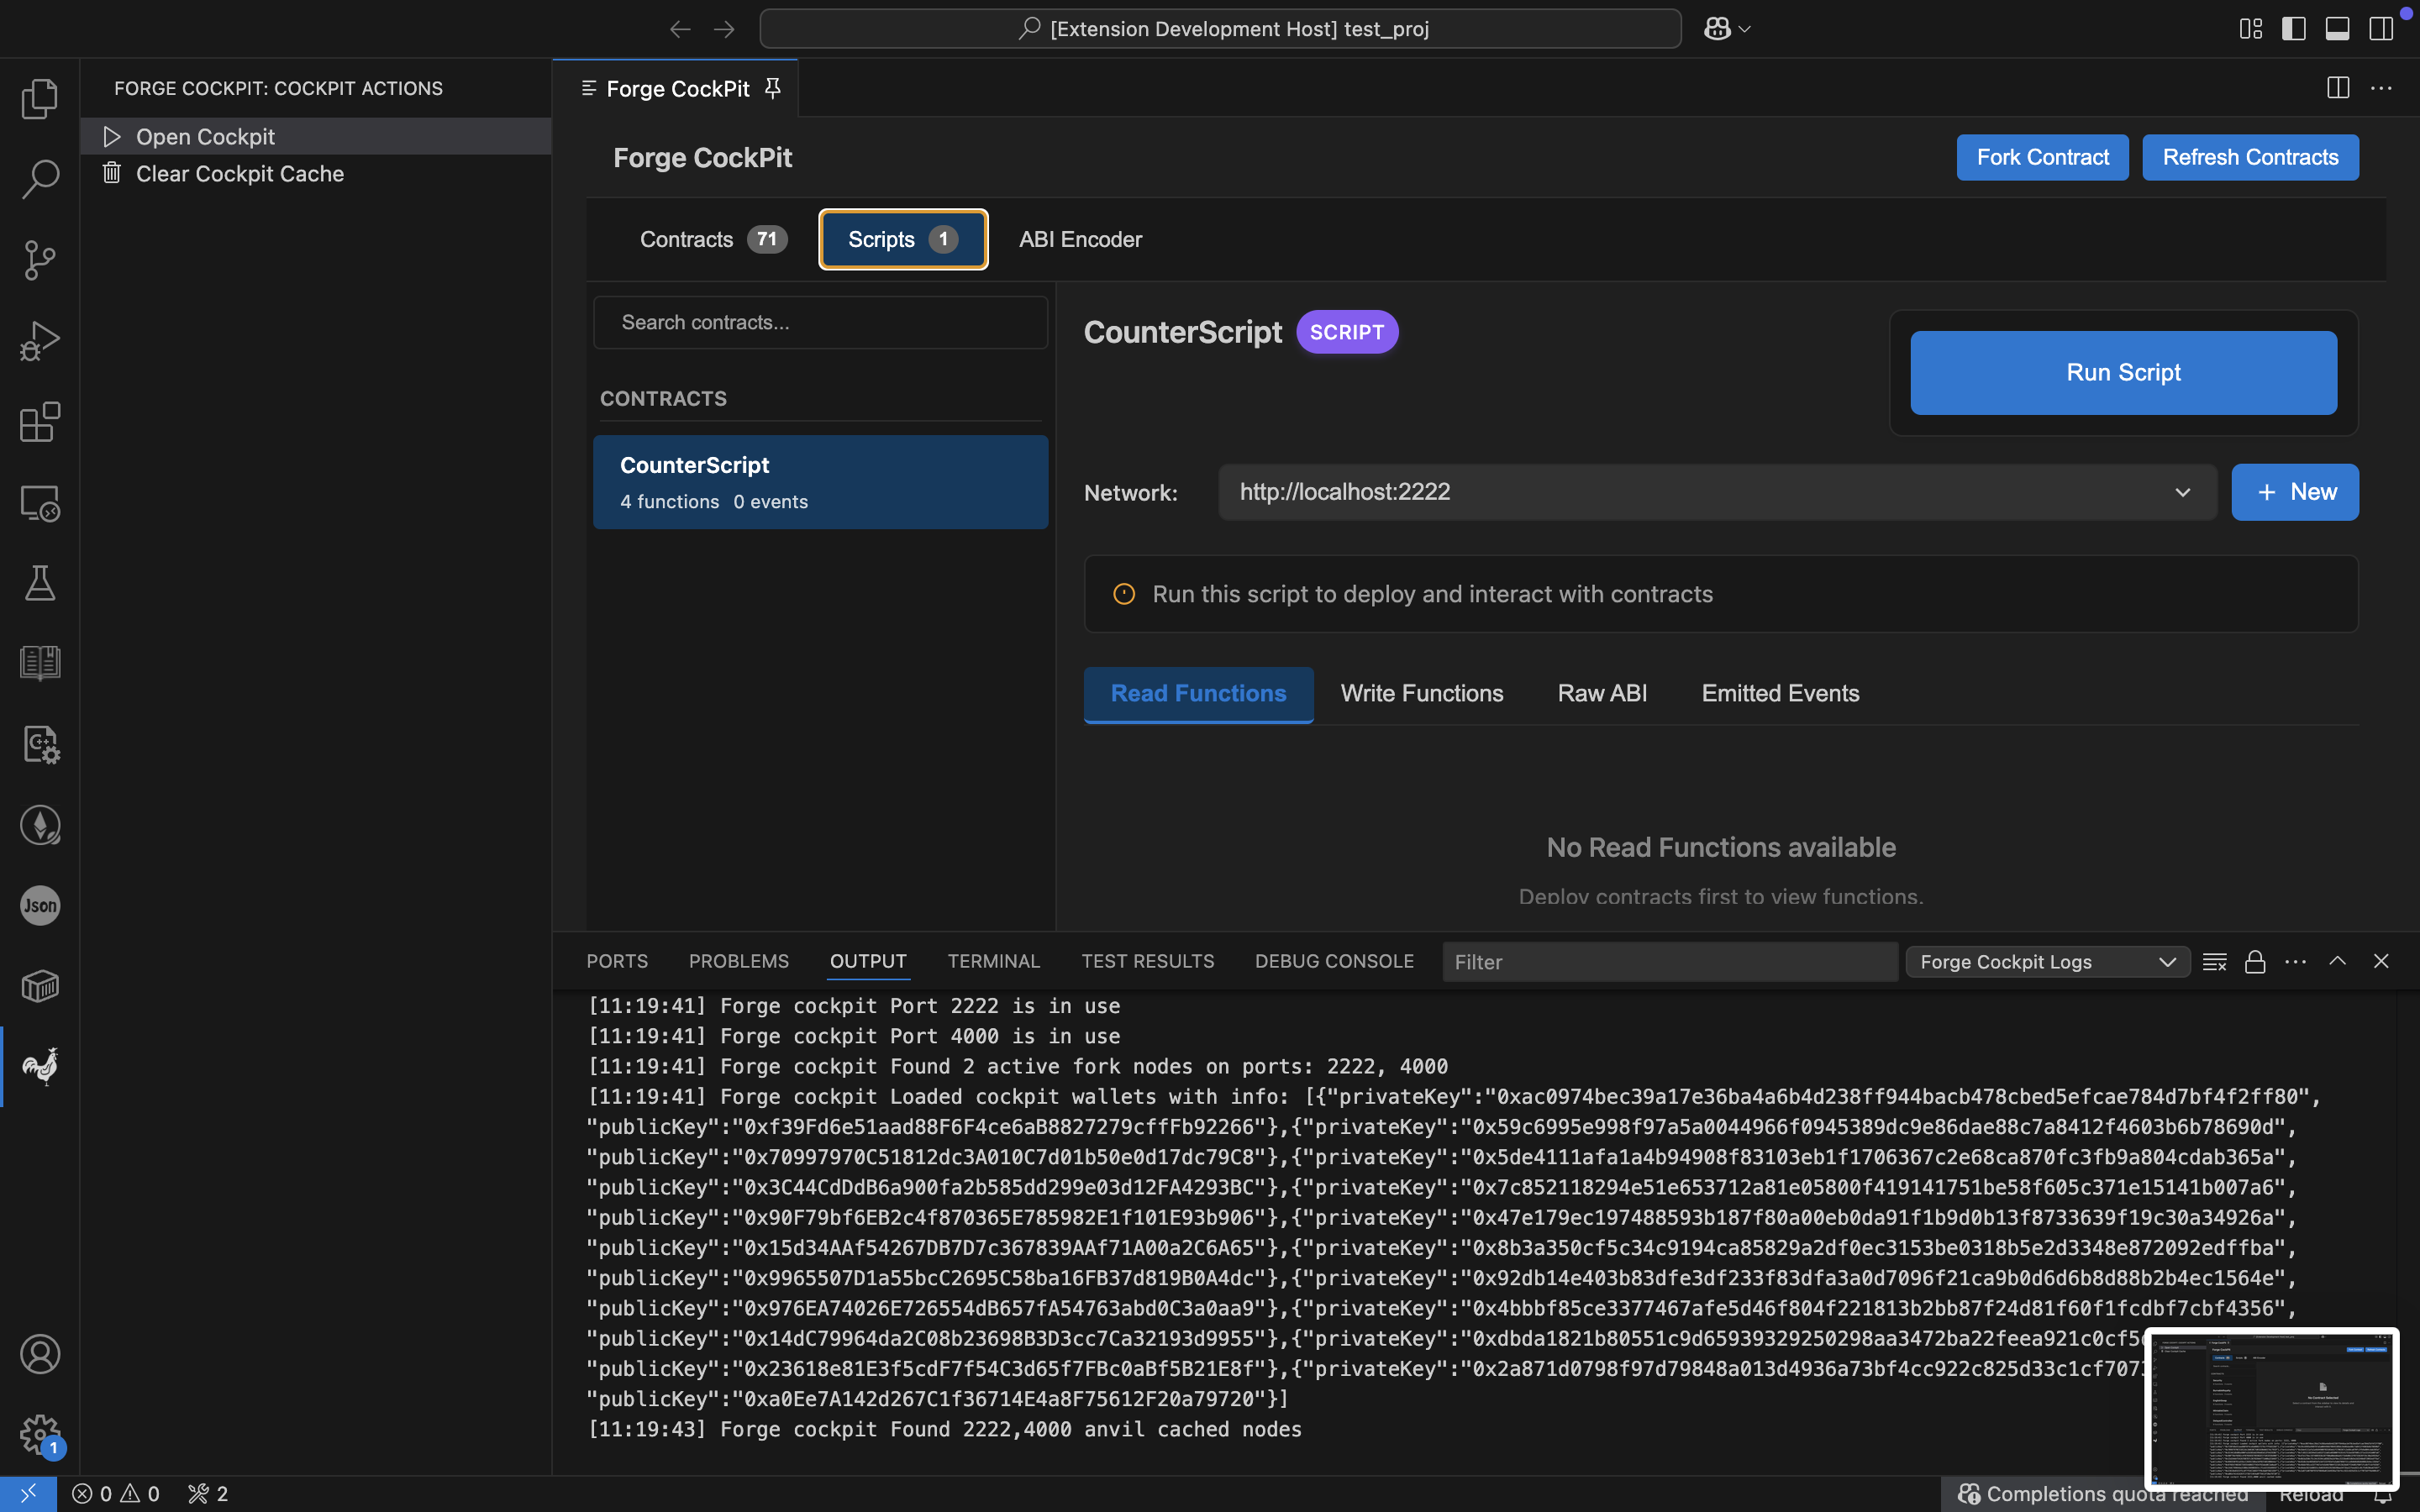 [Extension Development Host] test_proj
FORGE COCKPIT: COCKPIT ACTIONS
Open Cockpit
Clear Cockpit Cache
Forge CockPit
Forge CockPit
Fork Contract
Refresh Contracts
Contracts 71
Scripts 1
ABI Encoder
Search contracts...
CONTRACTS
CounterScript
4 functions 0 events
CounterScript SCRIPT
Run Script
Network:
http://localhost:2222
+ New
Run this script to deploy and interact with contracts
Read Functions
Write Functions
Raw ABI
Emitted Events
No Read Functions available
Deploy contracts first to view functions.
Json
PORTS
PROBLEMS
OUTPUT
TERMINAL
TEST RESULTS
DEBUG CONSOLE
Filter
Forge Cockpit Logs
[11:19:41] Forge cockpit Port 2222 is in use
[11:19:41] Forge cockpit Port 4000 is in use
[11:19:41] Forge cockpit Found 2 active fork nodes on ports: 2222, 4000
[11:19:41] Forge cockpit Loaded cockpit wallets with info: [{"privateKey":"0xac0974bec39a17e36ba4a6b4d238ff944bacb478cbed5efcae784d7bf4f2ff80",
"publicKey":"0xf39Fd6e51aad88F6F4ce6aB8827279cffFb92266"},{"privateKey":"0x59c6995e998f97a5a0044966f0945389dc9e86dae88c7a8412f4603b6b78690d",
"publicKey":"0x70997970C51812dc3A010C7d01b50e0d17dc79C8"},{"privateKey":"0x5de4111afa1a4b94908f83103eb1f1706367c2e68ca870fc3fb9a804cdab365a",
"publicKey":"0x3C44CdDdB6a900fa2b585dd299e03d12FA4293BC"},{"privateKey":"0x7c852118294e51e653712a81e05800f419141751be58f605c371e15141b007a6",
"publicKey":"0x90F79bf6EB2c4f870365E785982E1f101E93b906"},{"privateKey":"0x47e179ec197488593b187f80a00eb0da91f1b9d0b13f8733639f19c30a34926a",
"publicKey":"0x15d34AAf54267DB7D7c367839AAf71A00a2C6A65"},{"privateKey":"0x8b3a350cf5c34c9194ca85829a2df0ec3153be0318b5e2d3348e872092edffba",
"publicKey":"0x9965507D1a55bcC2695C58ba16FB37d819B0A4dc"},{"privateKey":"0x92db14e403b83dfe3df233f83dfa3a0d7096f21ca9b0d6d6b8d88b2b4ec1564e",
"publicKey":"0x976EA74026E726554dB657fA54763abd0C3a0aa9"},{"privateKey":"0x4bbbf85ce3377467afe5d46f804f221813b2bb87f24d81f60f1fcdbf7cbf4356",
"publicKey":"0x14dC79964da2C08b23698B3D3cc7Ca32193d9955"},{"privateKey":"0xdbda1821b80551c9d65939329250298aa3472ba22feea921c0cf5
"publicKey":"0x23618e81E3f5cdF7f54C3d65f7FBc0aBf5B21E8f"},{"privateKey":"0x2a871d0798f97d79848a013d4936a73bf4cc922c825d33c1cf707
"publicKey":"0xa0Ee7A142d267C1f36714E4a8F75612F20a79720"}]
[11:19:43] Forge cockpit Found 2222,4000 anvil cached nodes
1
0 0 2
Completions quota reached
Reload